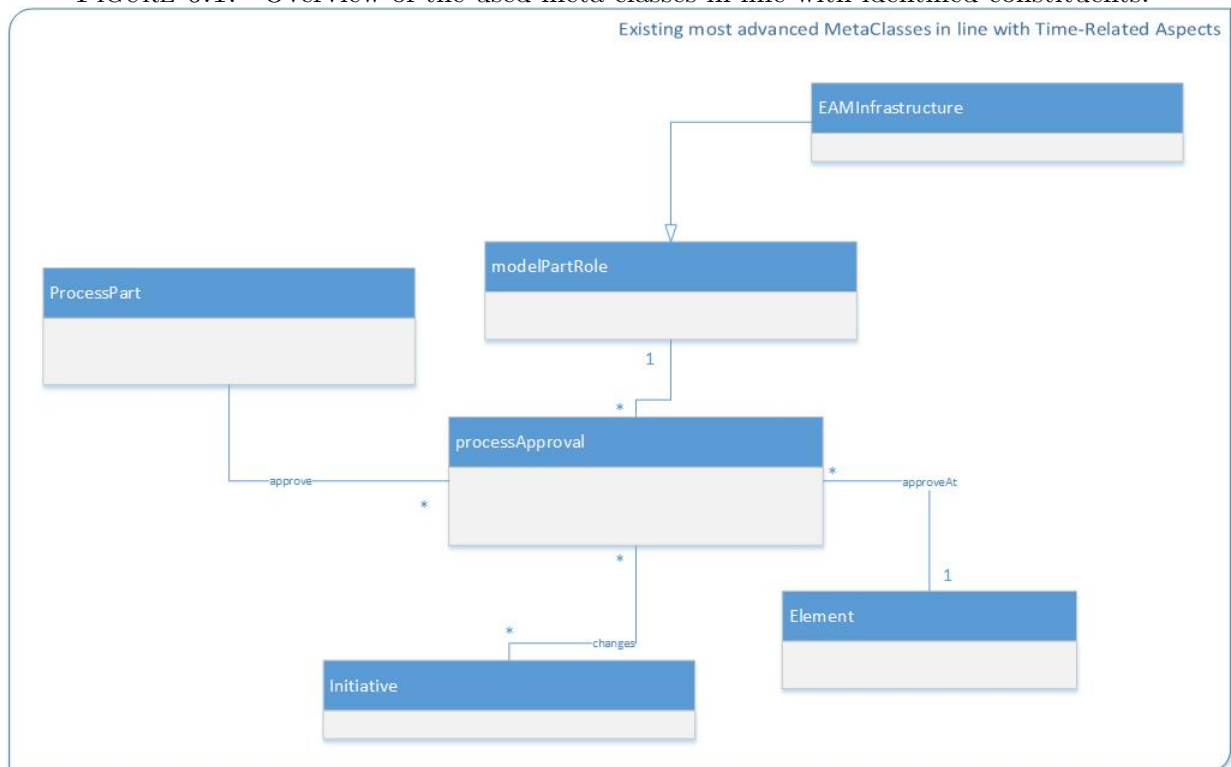 Existing most advanced MetaClasses in line with Time-Related Aspects
EAMInfrastructure
modelPartRole
ProcessPart
1
*
processApproval
approve
*
*
approveAt
*
1
Element
*
changes
Initiative